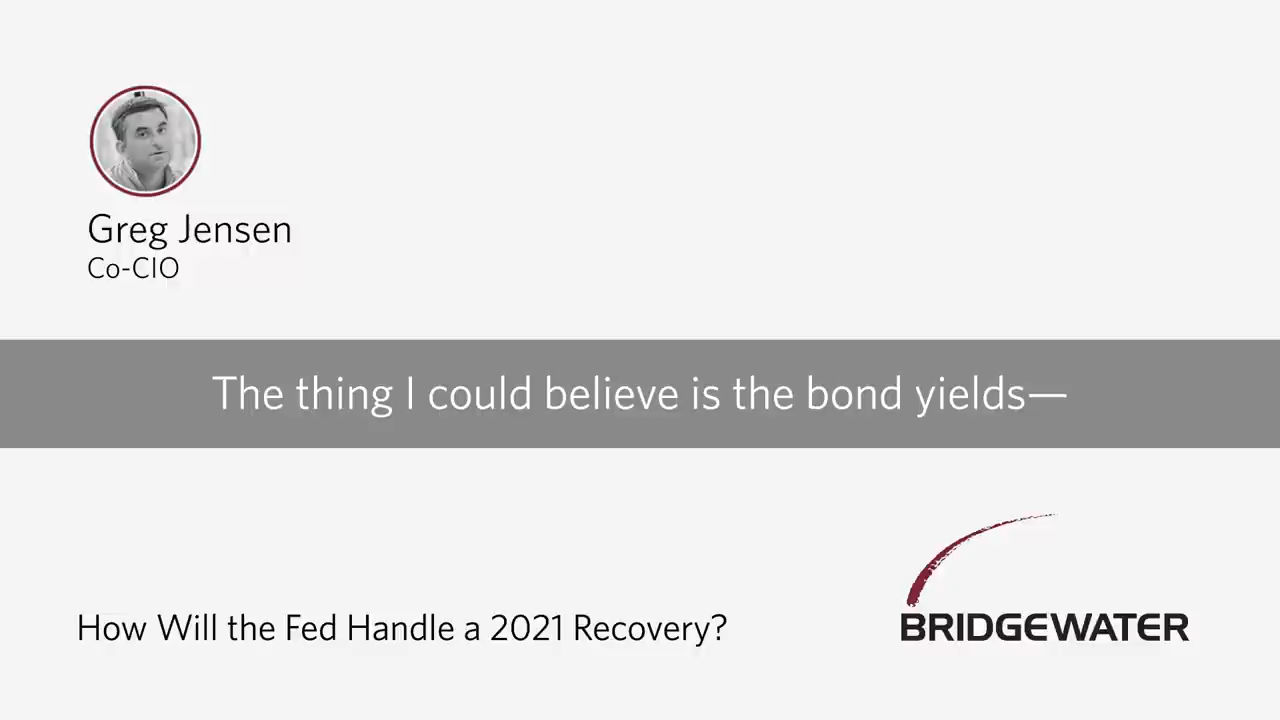 Greg Jensen
Co-CIO
The thing I could believe is the bond yields—
How Will the Fed Handle a 2021 Recovery?
BRIDGEWATER